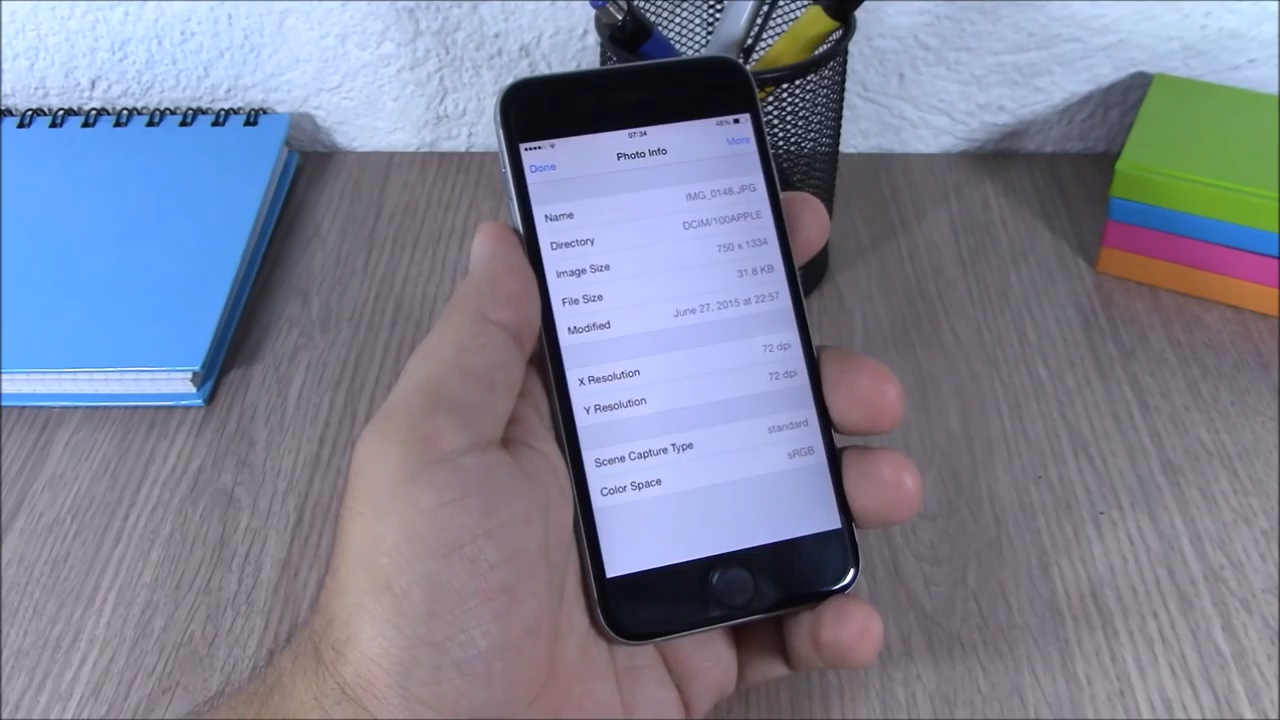 07:34
48%
Done
Photo Info
More
Name
IMG_0148.JPG
Directory
DCIM/100APPLE
Image Size
750 x 1334
File Size
31.8 KB
Modified
June 27, 2015 at 22:57
X Resolution
72 dpi
Y Resolution
72 dpi
Scene Capture Type
standard
Color Space
sRGB